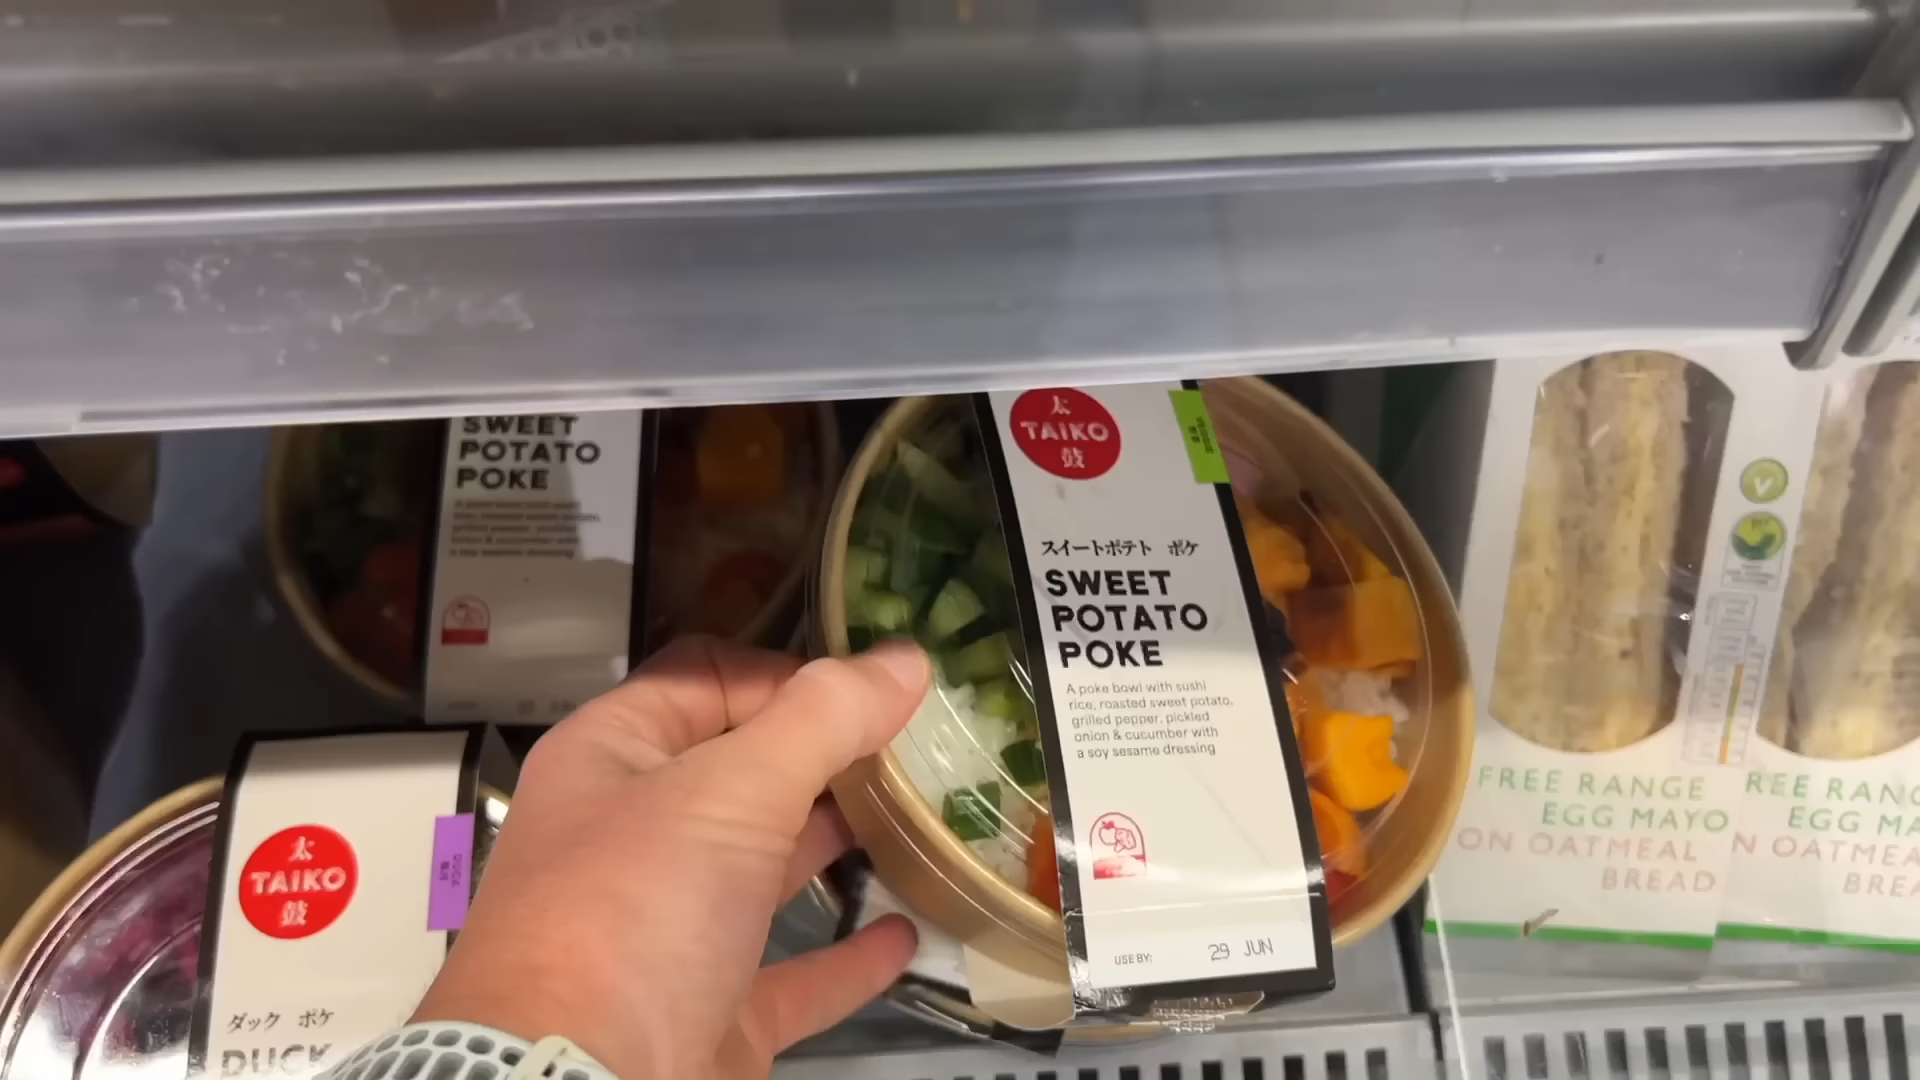 SWEET
POTATO
POKE
太
TAIKO
鼓
スイートポテト ポケ
SWEET
POTATO
POKE
A poke bowl with sushi
rice, roasted sweet potato,
grilled pepper, pickled
onion & cucumber with
a soy sesame dressing
USE BY: 29 JUN
太
TAIKO
鼓
DUCK
ダック ポケ
DUCK
V
FREE RANGE
EGG MAYO
ON OATMEAL
BREAD
REE RANG
EGG MA
N OATMEA
BREA